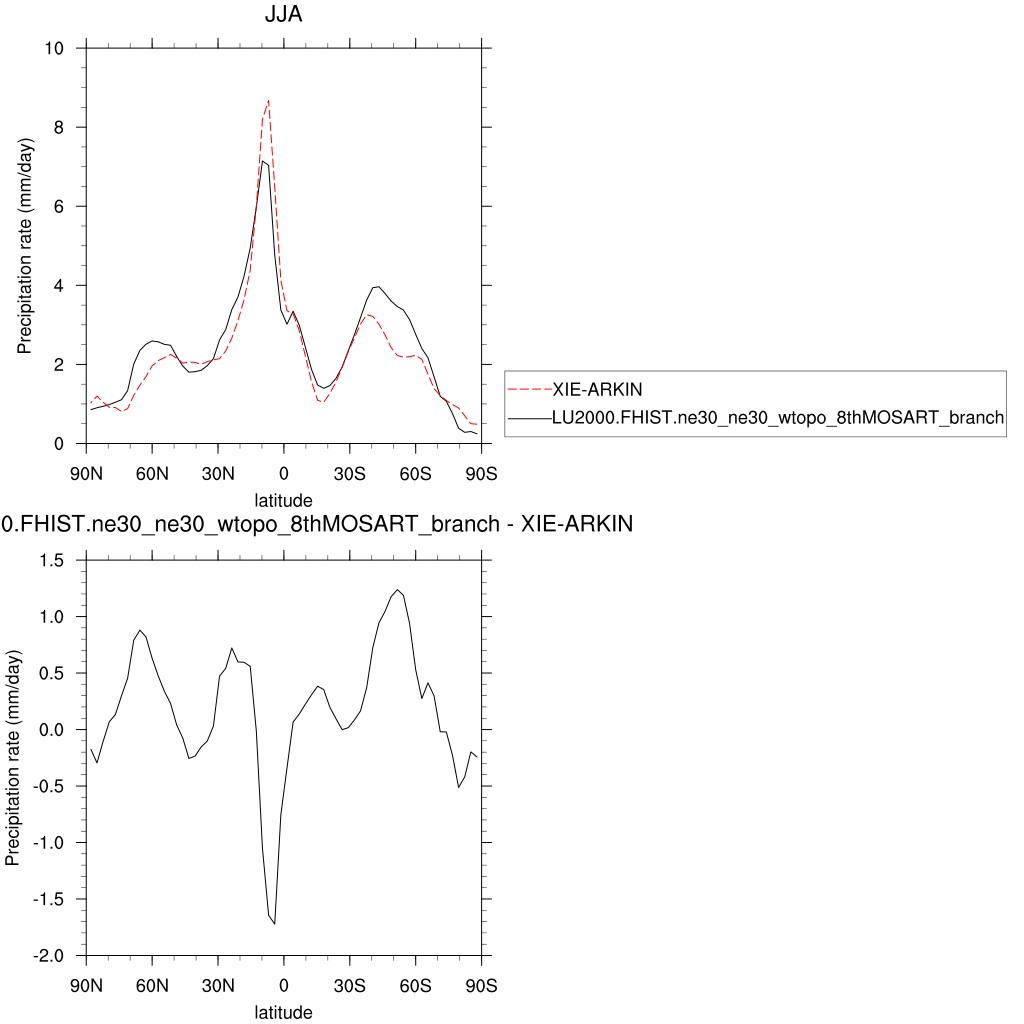 JJA
10
8
6
4
2
0
Precipitation rate (mm/day)
90N 60N 30N 0 30S 60S 90S
latitude
XIE-ARKIN
LU2000.FHIST.ne30_ne30_wtopo_8thMOSART_branch
0.FHIST.ne30_ne30_wtopo_8thMOSART_branch - XIE-ARKIN
1.5
1.0
0.5
0.0
-0.5
-1.0
-1.5
-2.0
Precipitation rate (mm/day)
90N 60N 30N 0 30S 60S 90S
latitude